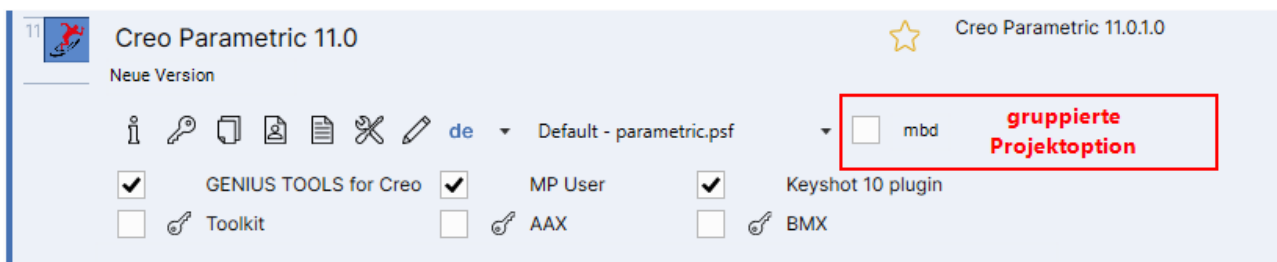 11
Creo Parametric 11.0
Creo Parametric 11.0.1.0
Neue Version
de Default - parametric.psf mbd
gruppierte
Projektoption
GENIUS TOOLS for Creo MP User Keyshot 10 plugin
Toolkit AAX BMX